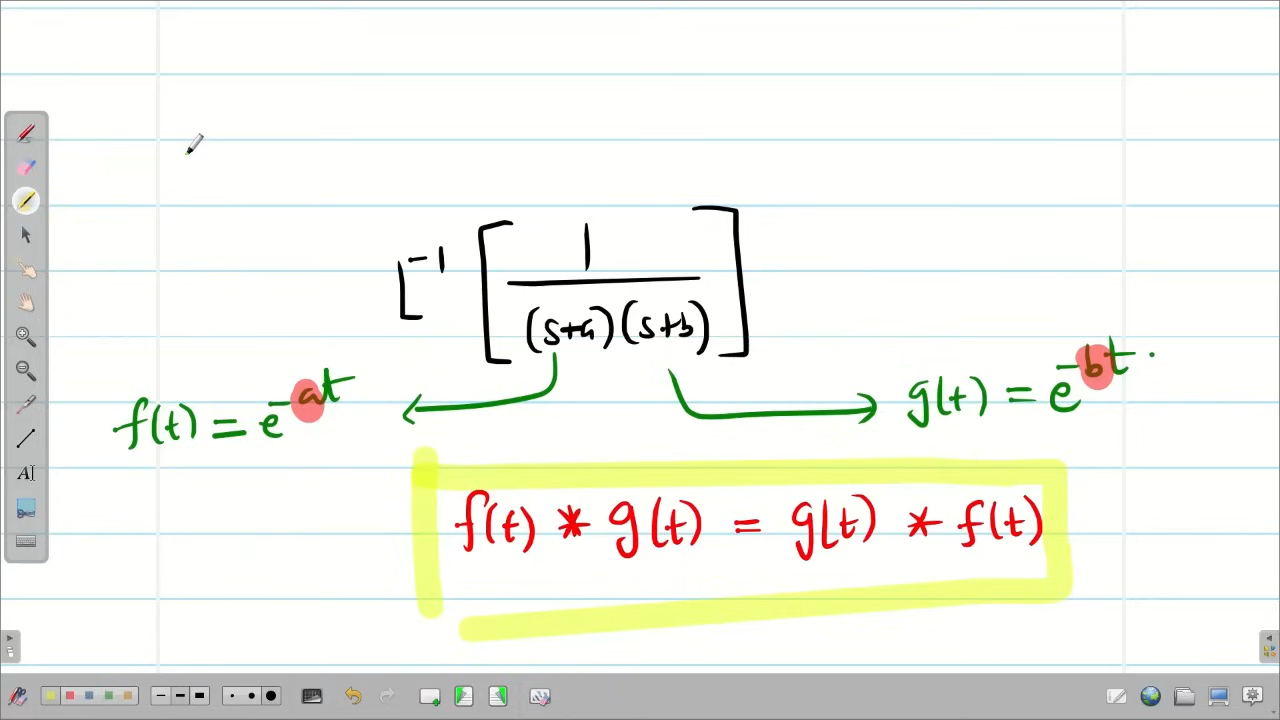 L⁻¹ [ 1 / (s+a)(s+b) ]
f(t) = e^-at
g(t) = e^-bt .
f(t) * g(t) = g(t) * f(t)